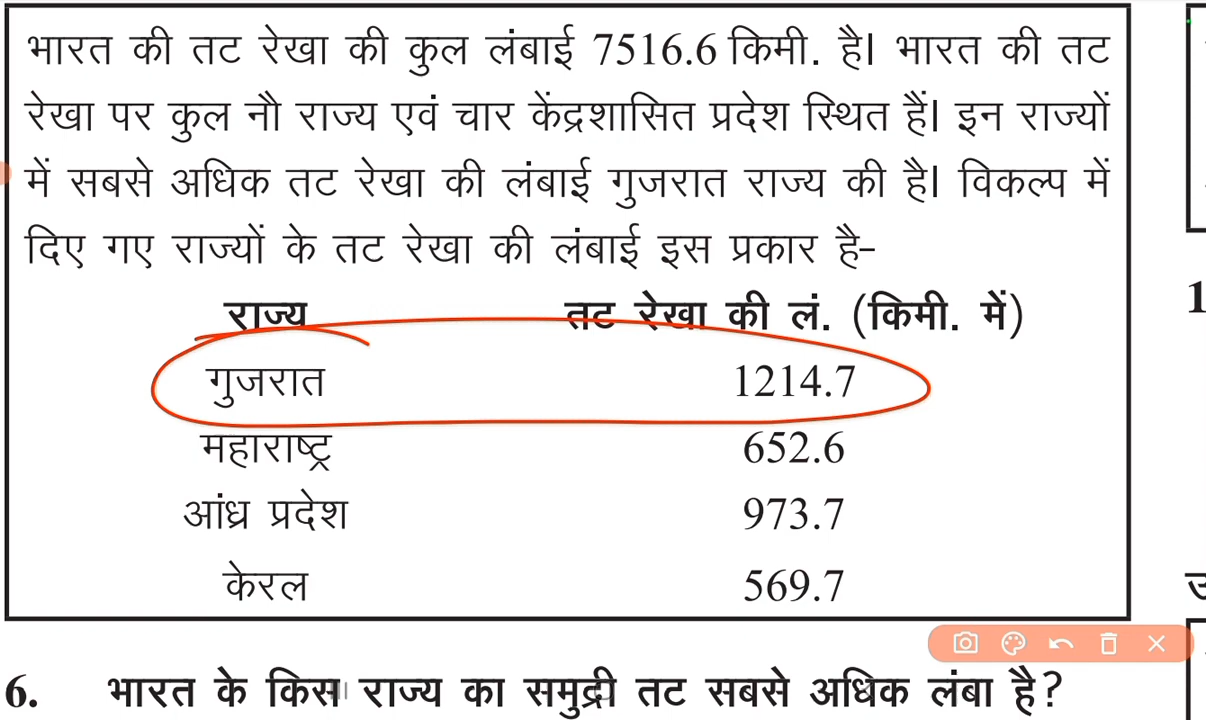 भारत की तट रेखा की कुल लंबाई 7516.6 किमी. है। भारत की तट
रेखा पर कुल नौ राज्य एवं चार केंद्रशासित प्रदेश स्थित हैं। इन राज्यों
में सबसे अधिक तट रेखा की लंबाई गुजरात राज्य की है। विकल्प में
दिए गए राज्यों के तट रेखा की लंबाई इस प्रकार है-
राज्य तट रेखा की लं. (किमी. में)
गुजरात 1214.7
महाराष्ट्र 652.6
आंध्र प्रदेश 973.7
केरल 569.7
6. भारत के किस राज्य का समुद्री तट सबसे अधिक लंबा है?
1